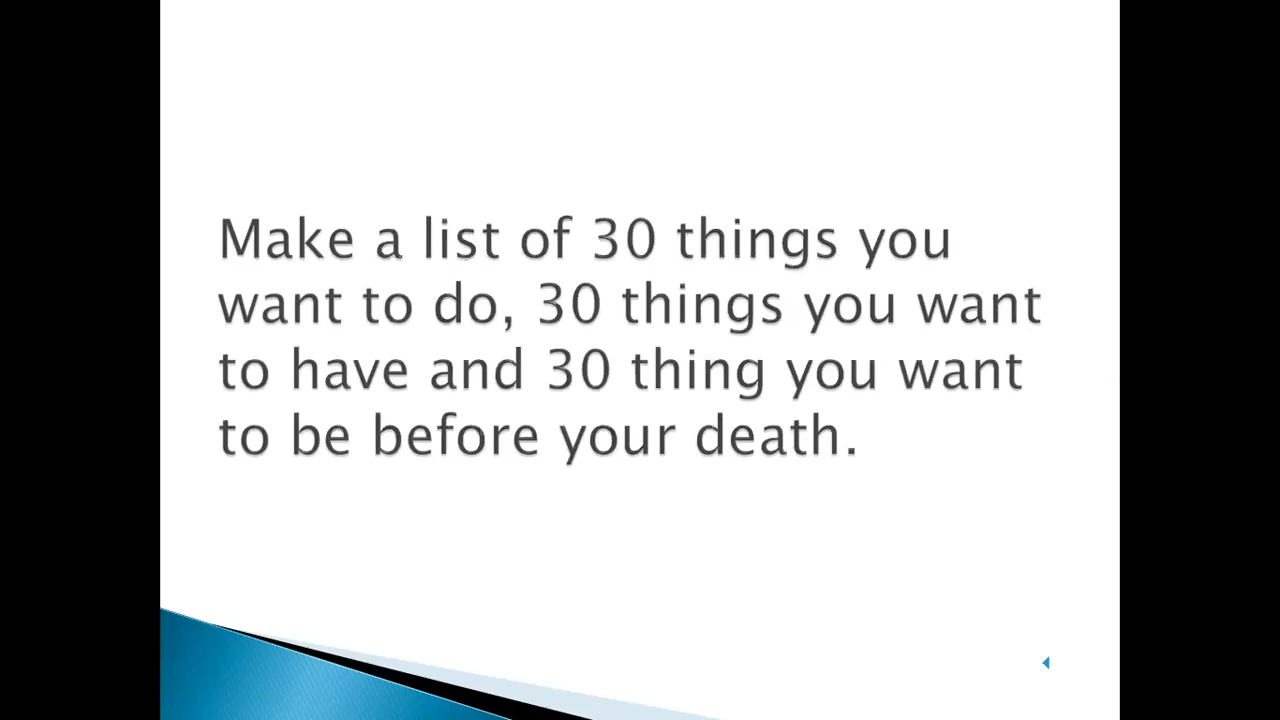 Make a list of 30 things you
want to do, 30 things you want
to have and 30 thing you want
to be before your death.